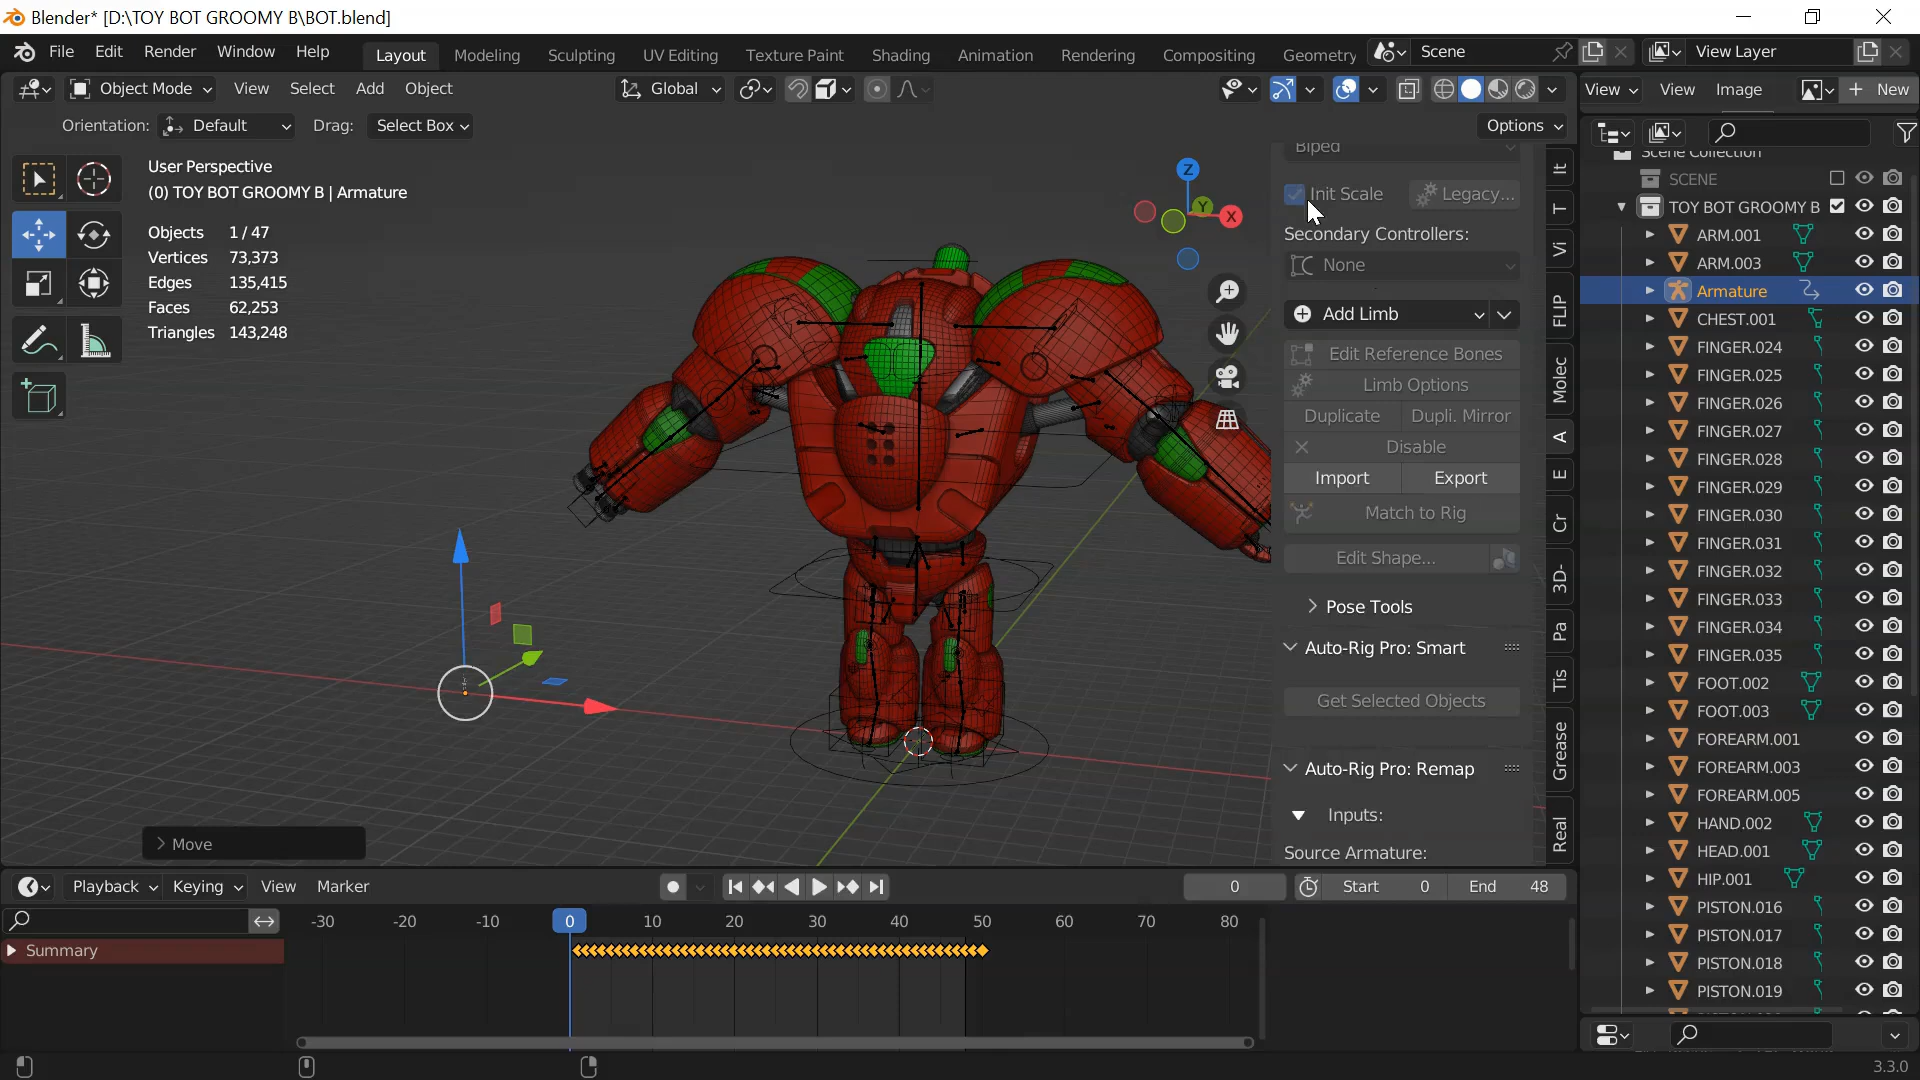 Blender* [D:\TOY BOT GROOMY B\BOT.blend]
File Edit Render Window Help Layout Modeling Sculpting UV Editing Texture Paint Shading Animation Rendering Compositing Geometry Scene View Layer
Object Mode View Select Add Object Global View View Image New
Orientation: Default Drag: Select Box Options
User Perspective
(0) TOY BOT GROOMY B | Armature
Objects 1 / 47
Vertices 73,373
Edges 135,415
Faces 62,253
Triangles 143,248
Z
Y
X
Move
Biped
Init Scale Legacy...
Secondary Controllers:
None
Add Limb
Edit Reference Bones
Limb Options
Duplicate Dupli. Mirror
Disable
Import Export
Match to Rig
Edit Shape...
Pose Tools
Auto-Rig Pro: Smart
Get Selected Objects
Auto-Rig Pro: Remap
Inputs:
Source Armature:
It
T
Vi
FLIP
Molec
A
E
Cr
3D-
Pa
Tis
Grease
Real
Scene Collection
SCENE
TOY BOT GROOMY B
ARM.001
ARM.003
Armature
CHEST.001
FINGER.024
FINGER.025
FINGER.026
FINGER.027
FINGER.028
FINGER.029
FINGER.030
FINGER.031
FINGER.032
FINGER.033
FINGER.034
FINGER.035
FOOT.002
FOOT.003
FOREARM.001
FOREARM.003
FOREARM.005
HAND.002
HEAD.001
HIP.001
PISTON.016
PISTON.017
PISTON.018
PISTON.019
Playback Keying View Marker 0 Start 0 End 48
-30 -20 -10 0 10 20 30 40 50 60 70 80
Summary
3.3.0